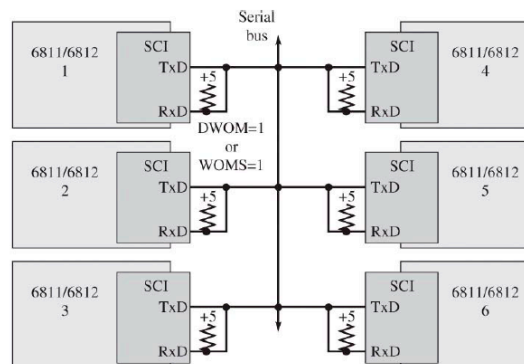 Serial
bus
6811/6812
1
SCI
TxD
RxD
+5
DWOM=1
or
WOMS=1
SCI
TxD
RxD
+5
6811/6812
4
6811/6812
2
SCI
TxD
RxD
+5
SCI
TxD
RxD
+5
6811/6812
5
6811/6812
3
SCI
TxD
RxD
+5
SCI
TxD
RxD
+5
6811/6812
6